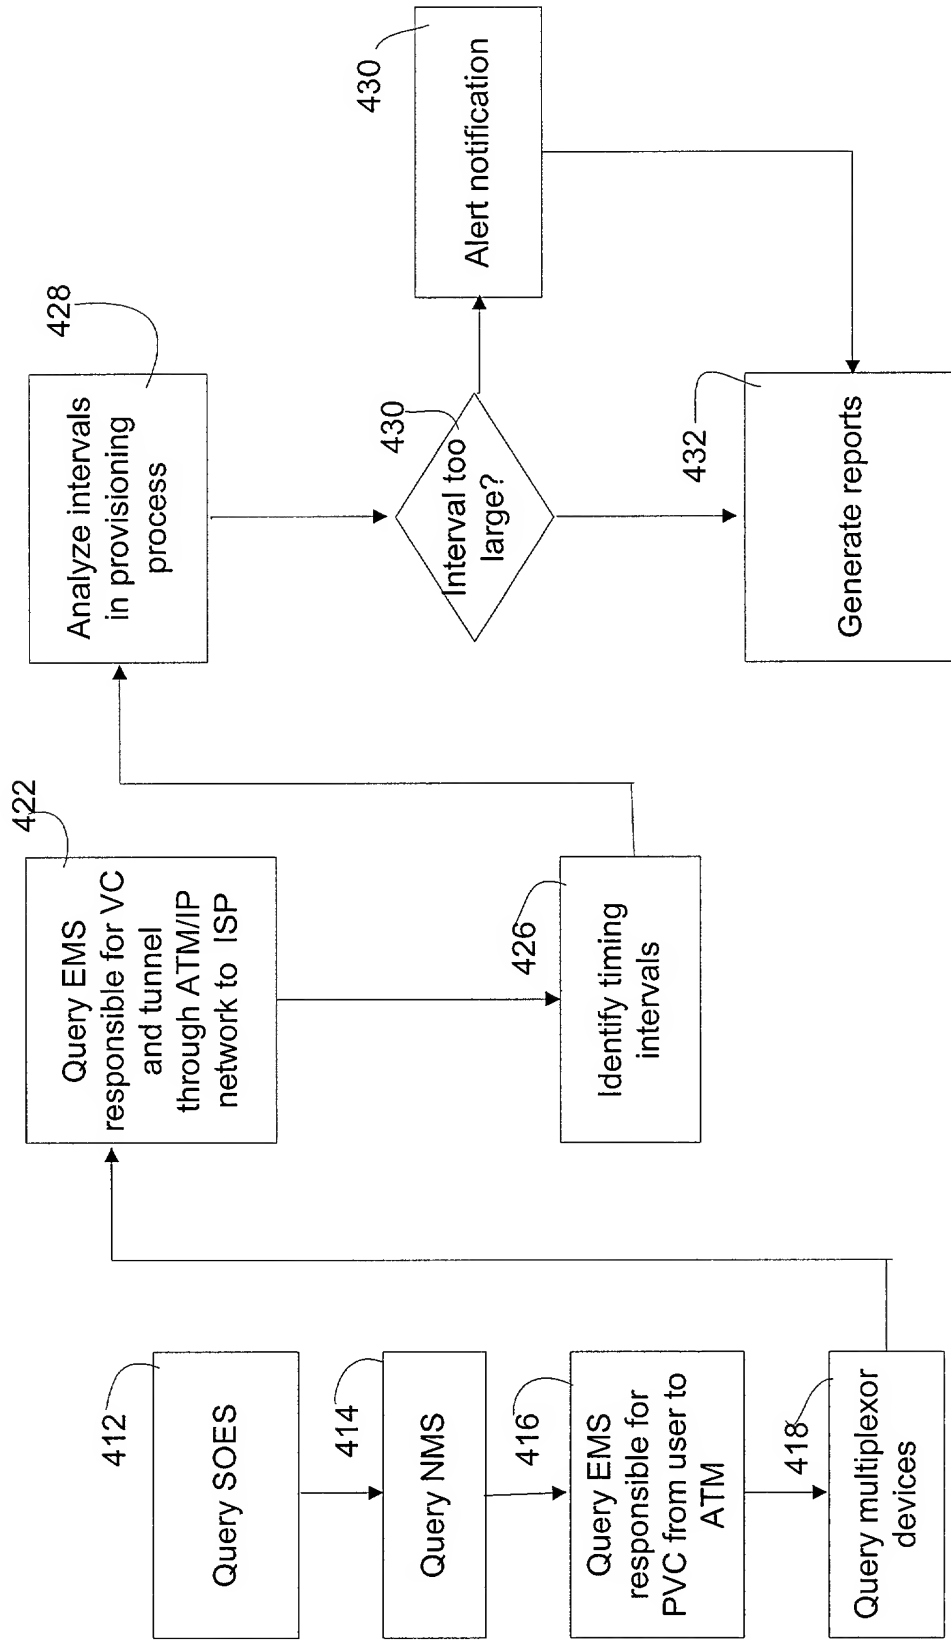 412
Query SOES
414
Query NMS
416
Query EMS
responsible for
PVC from user to
ATM
418
Query multiplexor
devices
422
Query EMS
responsible for VC
and tunnel
through ATM/IP
network to ISP
426
Identify timing
intervals
428
Analyze intervals
in provisioning
process
430
Interval too
large?
430
Alert notification
432
Generate reports